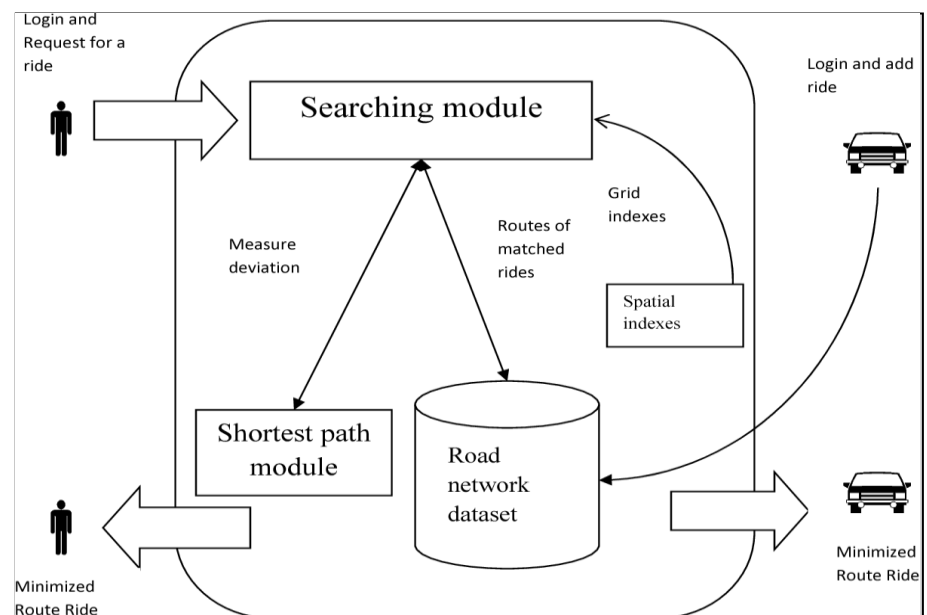 Login and
Request for a
ride
Login and add
ride
Searching module
Grid
indexes
Routes of
matched
rides
Measure
deviation
Spatial
indexes
Shortest path
module
Road
network
dataset
Minimized
Route Ride
Minimized
Route Ride